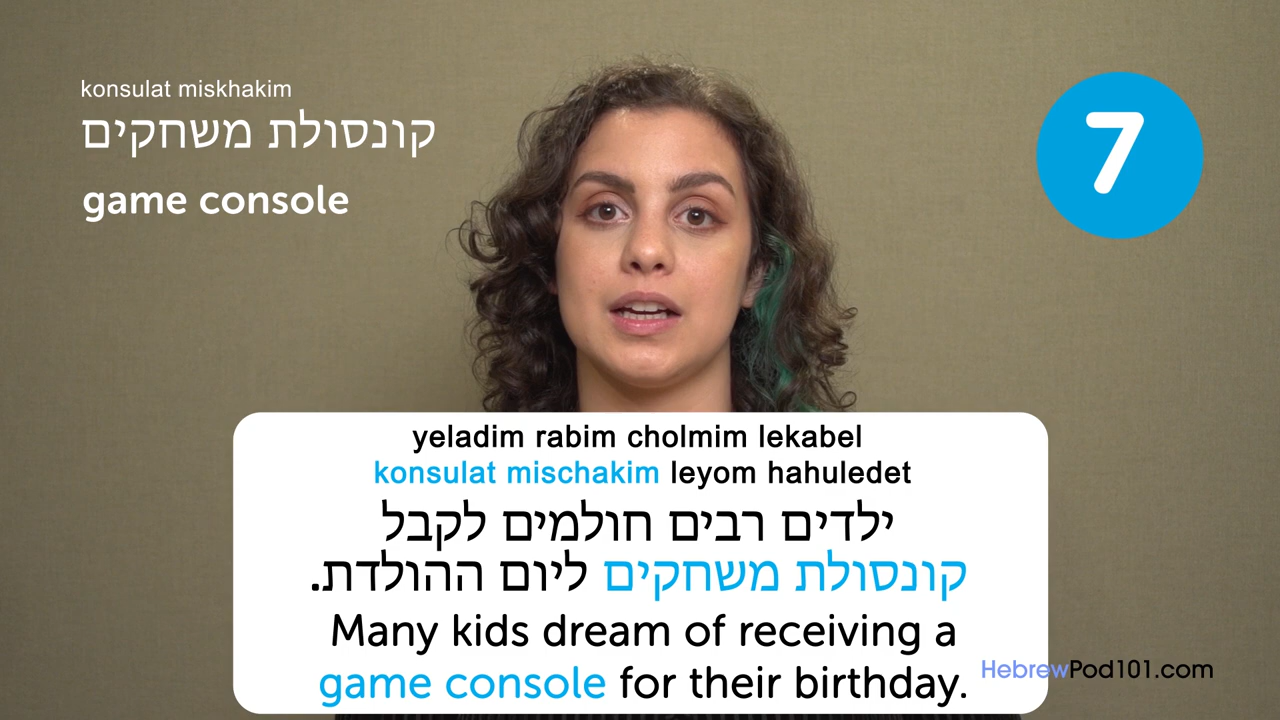 konsulat miskhakim
קונסולת משחקים
game console
7
yeladim rabim cholmim lekabel
konsulat mischakim leyom hahuledet
ילדים רבים חולמים לקבל
קונסולת משחקים ליום ההולדת.
Many kids dream of receiving a
game console for their birthday.
HebrewPod101.com